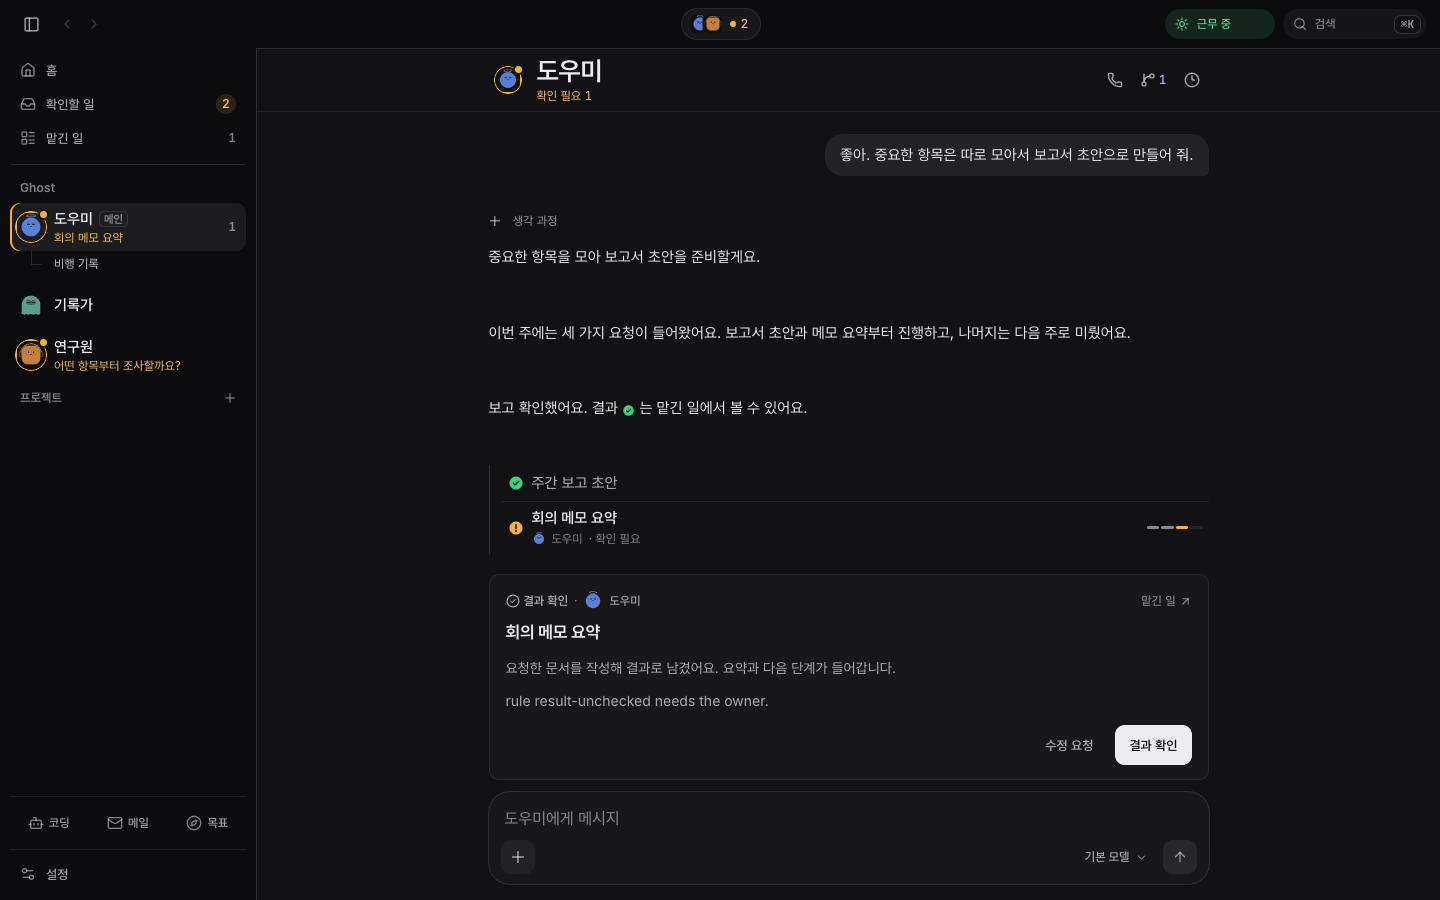 2
근무 중
검색
⌘K
홈
확인할 일
2
맡긴 일
1
Ghost
도우미
메인
회의 메모 요약
1
비행 기록
기록가
연구원
어떤 항목부터 조사할까요?
프로젝트
코딩
메일
목표
설정
도우미
확인 필요 1
1
좋아. 중요한 항목은 따로 모아서 보고서 초안으로 만들어 줘.
생각 과정
중요한 항목을 모아 보고서 초안을 준비할게요.
이번 주에는 세 가지 요청이 들어왔어요. 보고서 초안과 메모 요약부터 진행하고, 나머지는 다음 주로 미뤘어요.
보고 확인했어요. 결과 는 맡긴 일에서 볼 수 있어요.
주간 보고 초안
회의 메모 요약
도우미 · 확인 필요
결과 확인 · 도우미
맡긴 일
회의 메모 요약
요청한 문서를 작성해 결과로 남겼어요. 요약과 다음 단계가 들어갑니다.
rule result-unchecked needs the owner.
수정 요청
결과 확인
도우미에게 메시지
기본 모델